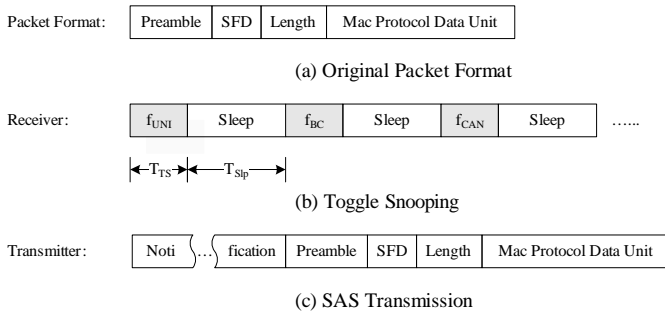 Packet Format: Preamble SFD Length Mac Protocol Data Unit
(a) Original Packet Format
Receiver: f_UNI Sleep f_BC Sleep f_CAN Sleep …...
T_TS T_Slp
(b) Toggle Snooping
Transmitter: Noti … fication Preamble SFD Length Mac Protocol Data Unit
(c) SAS Transmission